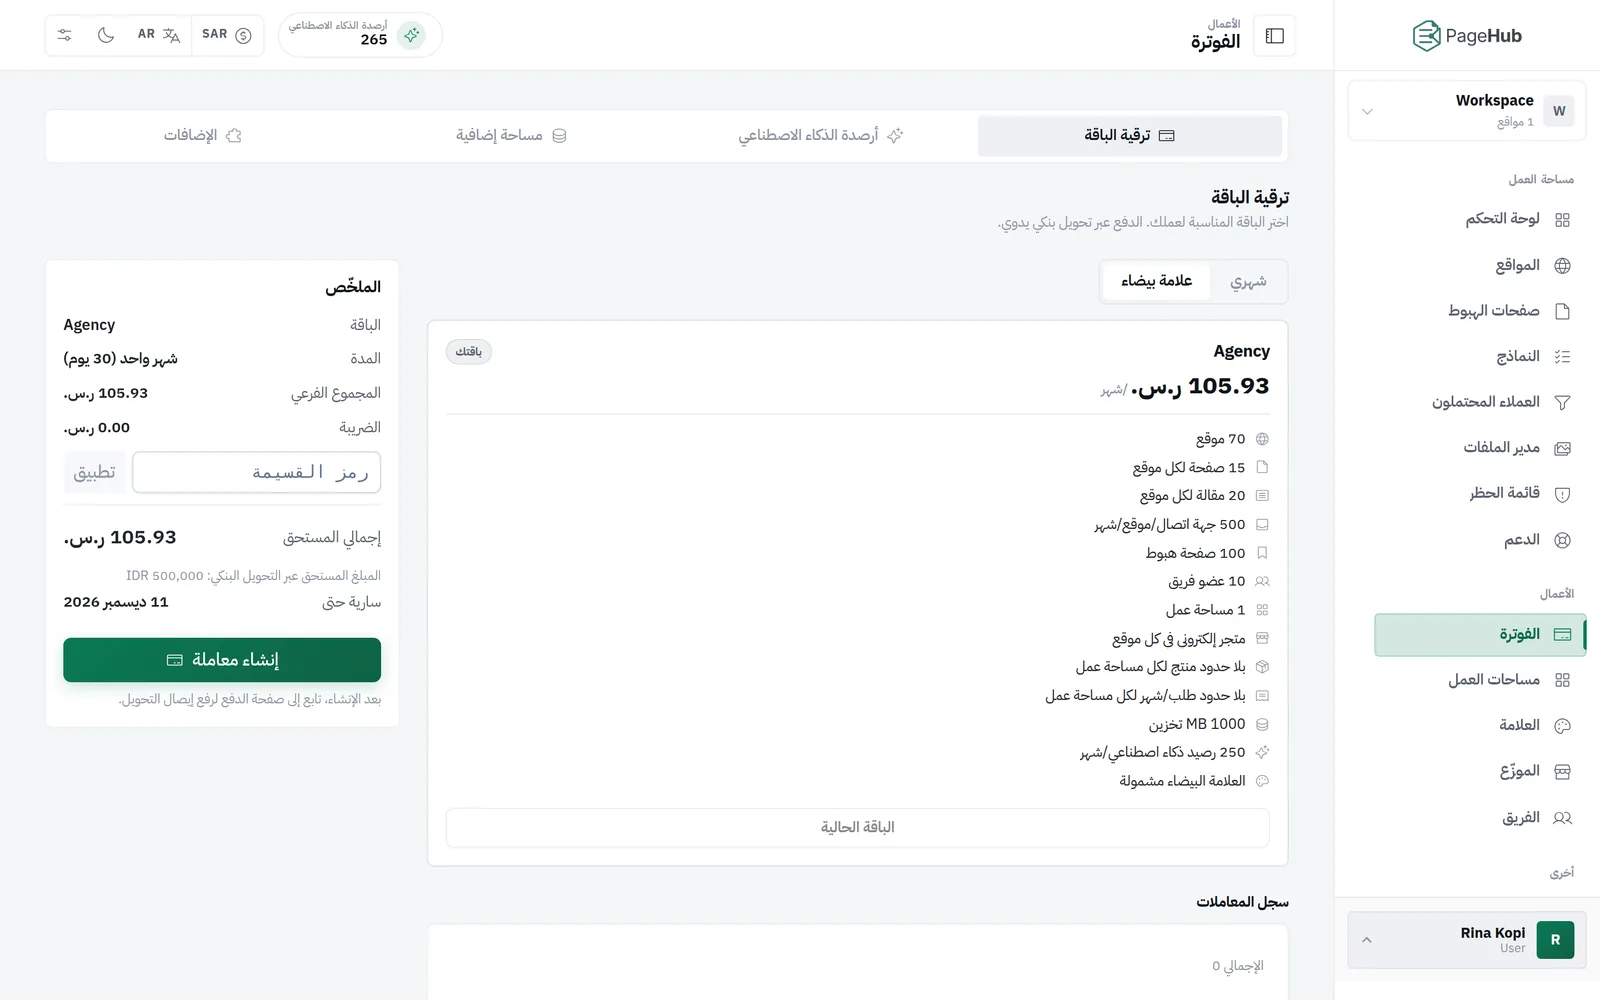 PageHub
الأعمال
الفوترة
أرصدة الذكاء الاصطناعي
265
SAR
AR
W
Workspace
1 مواقع
مساحة العمل
لوحة التحكم
المواقع
صفحات الهبوط
النماذج
العملاء المحتملون
مدير الملفات
قائمة الحظر
الدعم
الأعمال
الفوترة
مساحات العمل
العلامة
الموزّع
الفريق
أخرى
R
Rina Kopi
User
ترقية الباقة
أرصدة الذكاء الاصطناعي
مساحة إضافية
الإضافات
ترقية الباقة
اختر الباقة المناسبة لعملك. الدفع عبر تحويل بنكي يدوي.
شهري
علامة بيضاء
Agency
باقتك
105.93 ر.س. /شهر
70 موقع
15 صفحة لكل موقع
20 مقالة لكل موقع
500 جهة اتصال/موقع/شهر
100 صفحة هبوط
10 عضو فريق
1 مساحة عمل
متجر إلكتروني في كل موقع
بلا حدود منتج لكل مساحة عمل
بلا حدود طلب/شهر لكل مساحة عمل
1000 MB تخزين
250 رصيد ذكاء اصطناعي/شهر
العلامة البيضاء مشمولة
الباقة الحالية
سجل المعاملات
الإجمالي 0
الملخّص
الباقة Agency
المدة شهر واحد (30 يوم)
المجموع الفرعي 105.93 ر.س.
الضريبة 0.00 ر.س.
رمز القسيمة
تطبيق
إجمالي المستحق 105.93 ر.س.
المبلغ المستحق عبر التحويل البنكي: IDR 500,000
سارية حتى 11 ديسمبر 2026
إنشاء معاملة
بعد الإنشاء، تابع إلى صفحة الدفع لرفع إيصال التحويل.